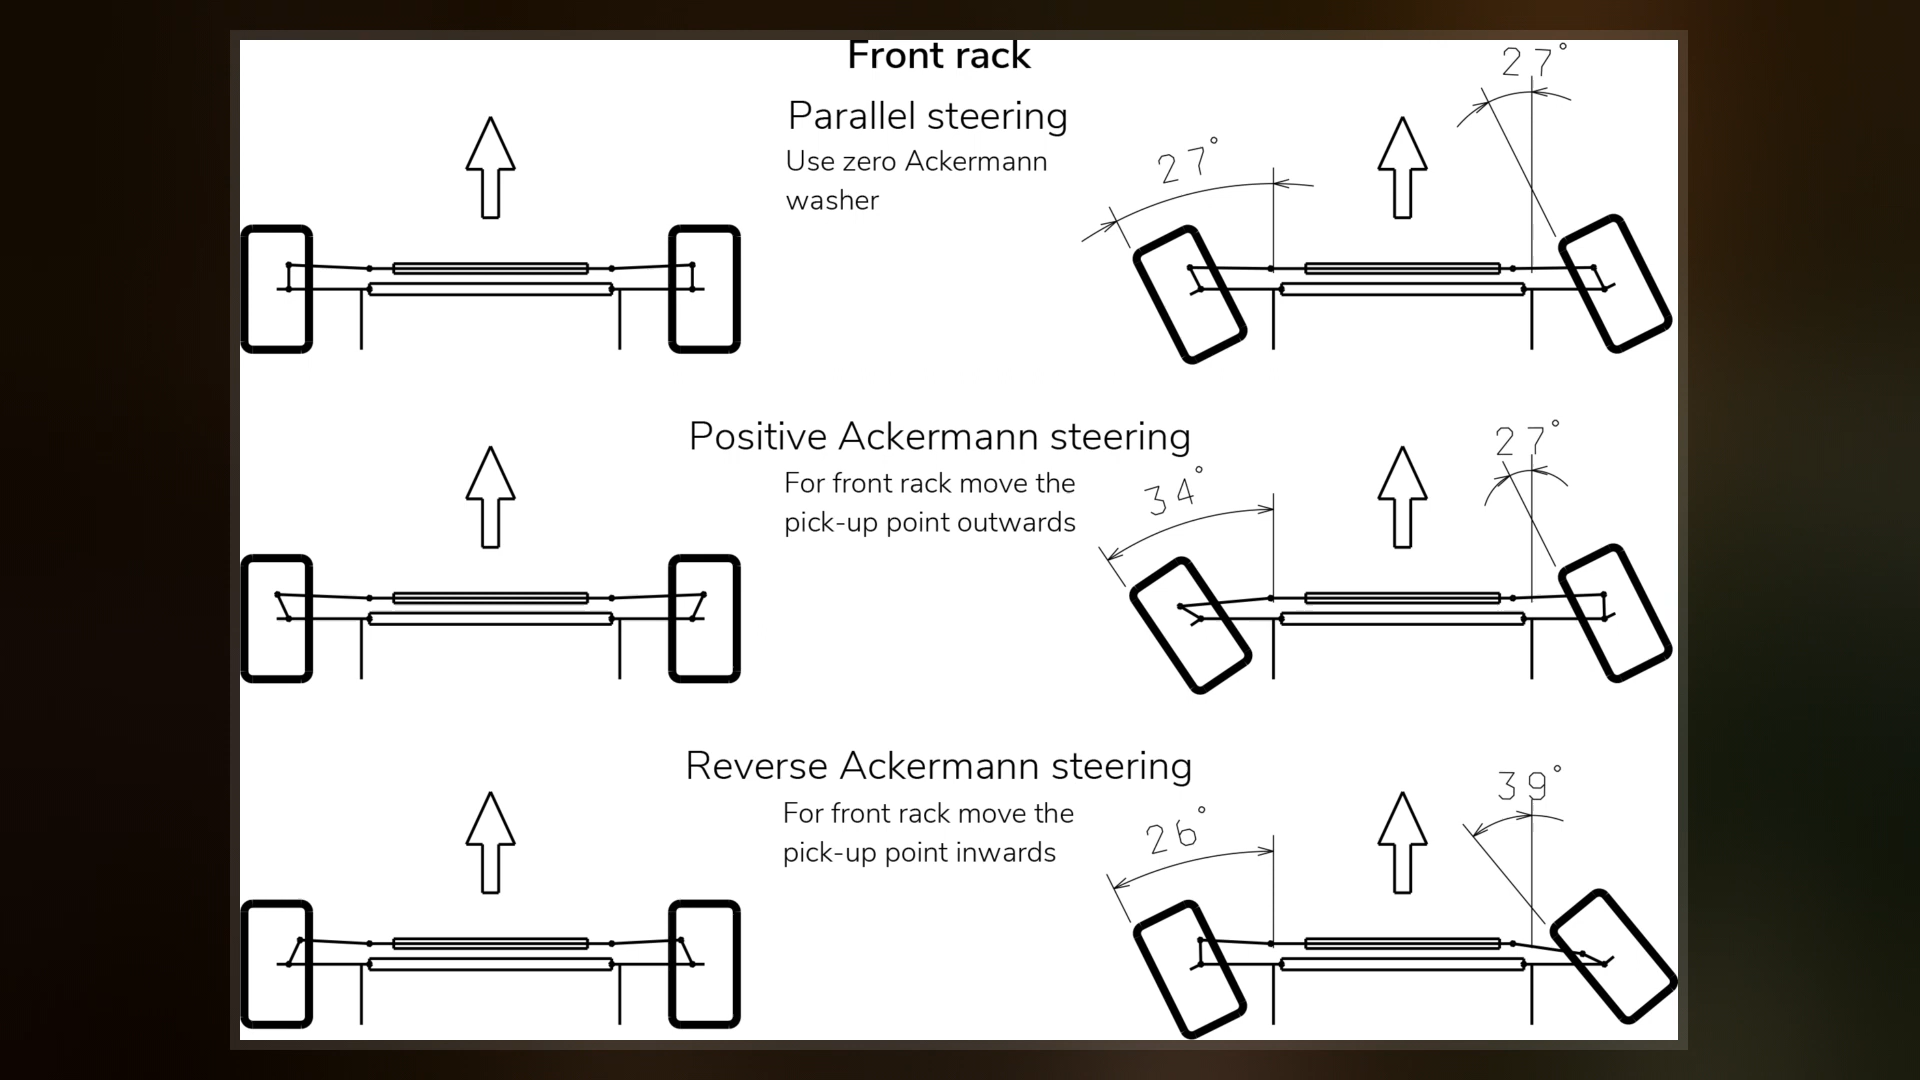 Front rack
Parallel steering
Use zero Ackermann
washer
27°
27°
Positive Ackermann steering
For front rack move the
pick-up point outwards
34°
27°
Reverse Ackermann steering
For front rack move the
pick-up point inwards
26°
39°